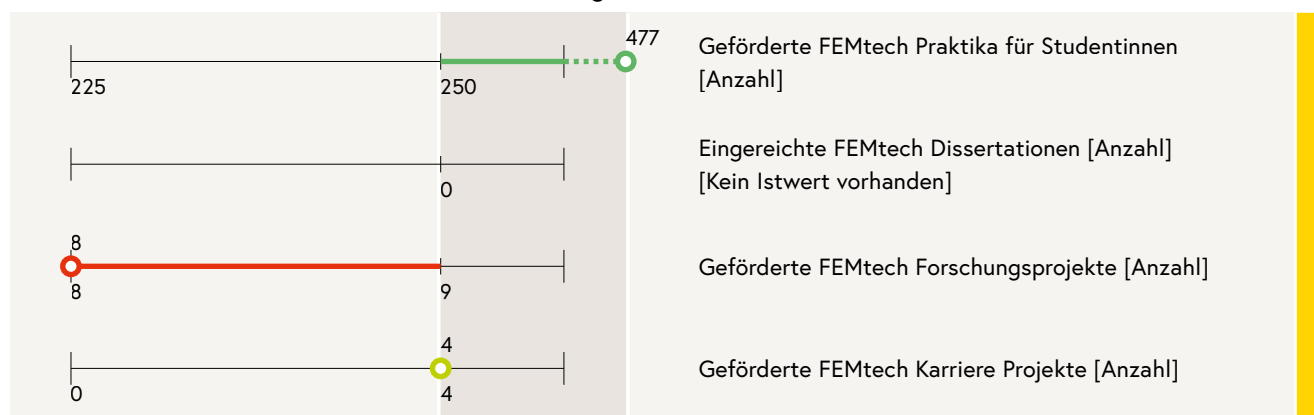 477
225
250
Geförderte FEMtech Praktika für Studentinnen
[Anzahl]
0
Eingereichte FEMtech Dissertationen [Anzahl]
[Kein Istwert vorhanden]
8
8
9
Geförderte FEMtech Forschungsprojekte [Anzahl]
4
0
4
Geförderte FEMtech Karriere Projekte [Anzahl]